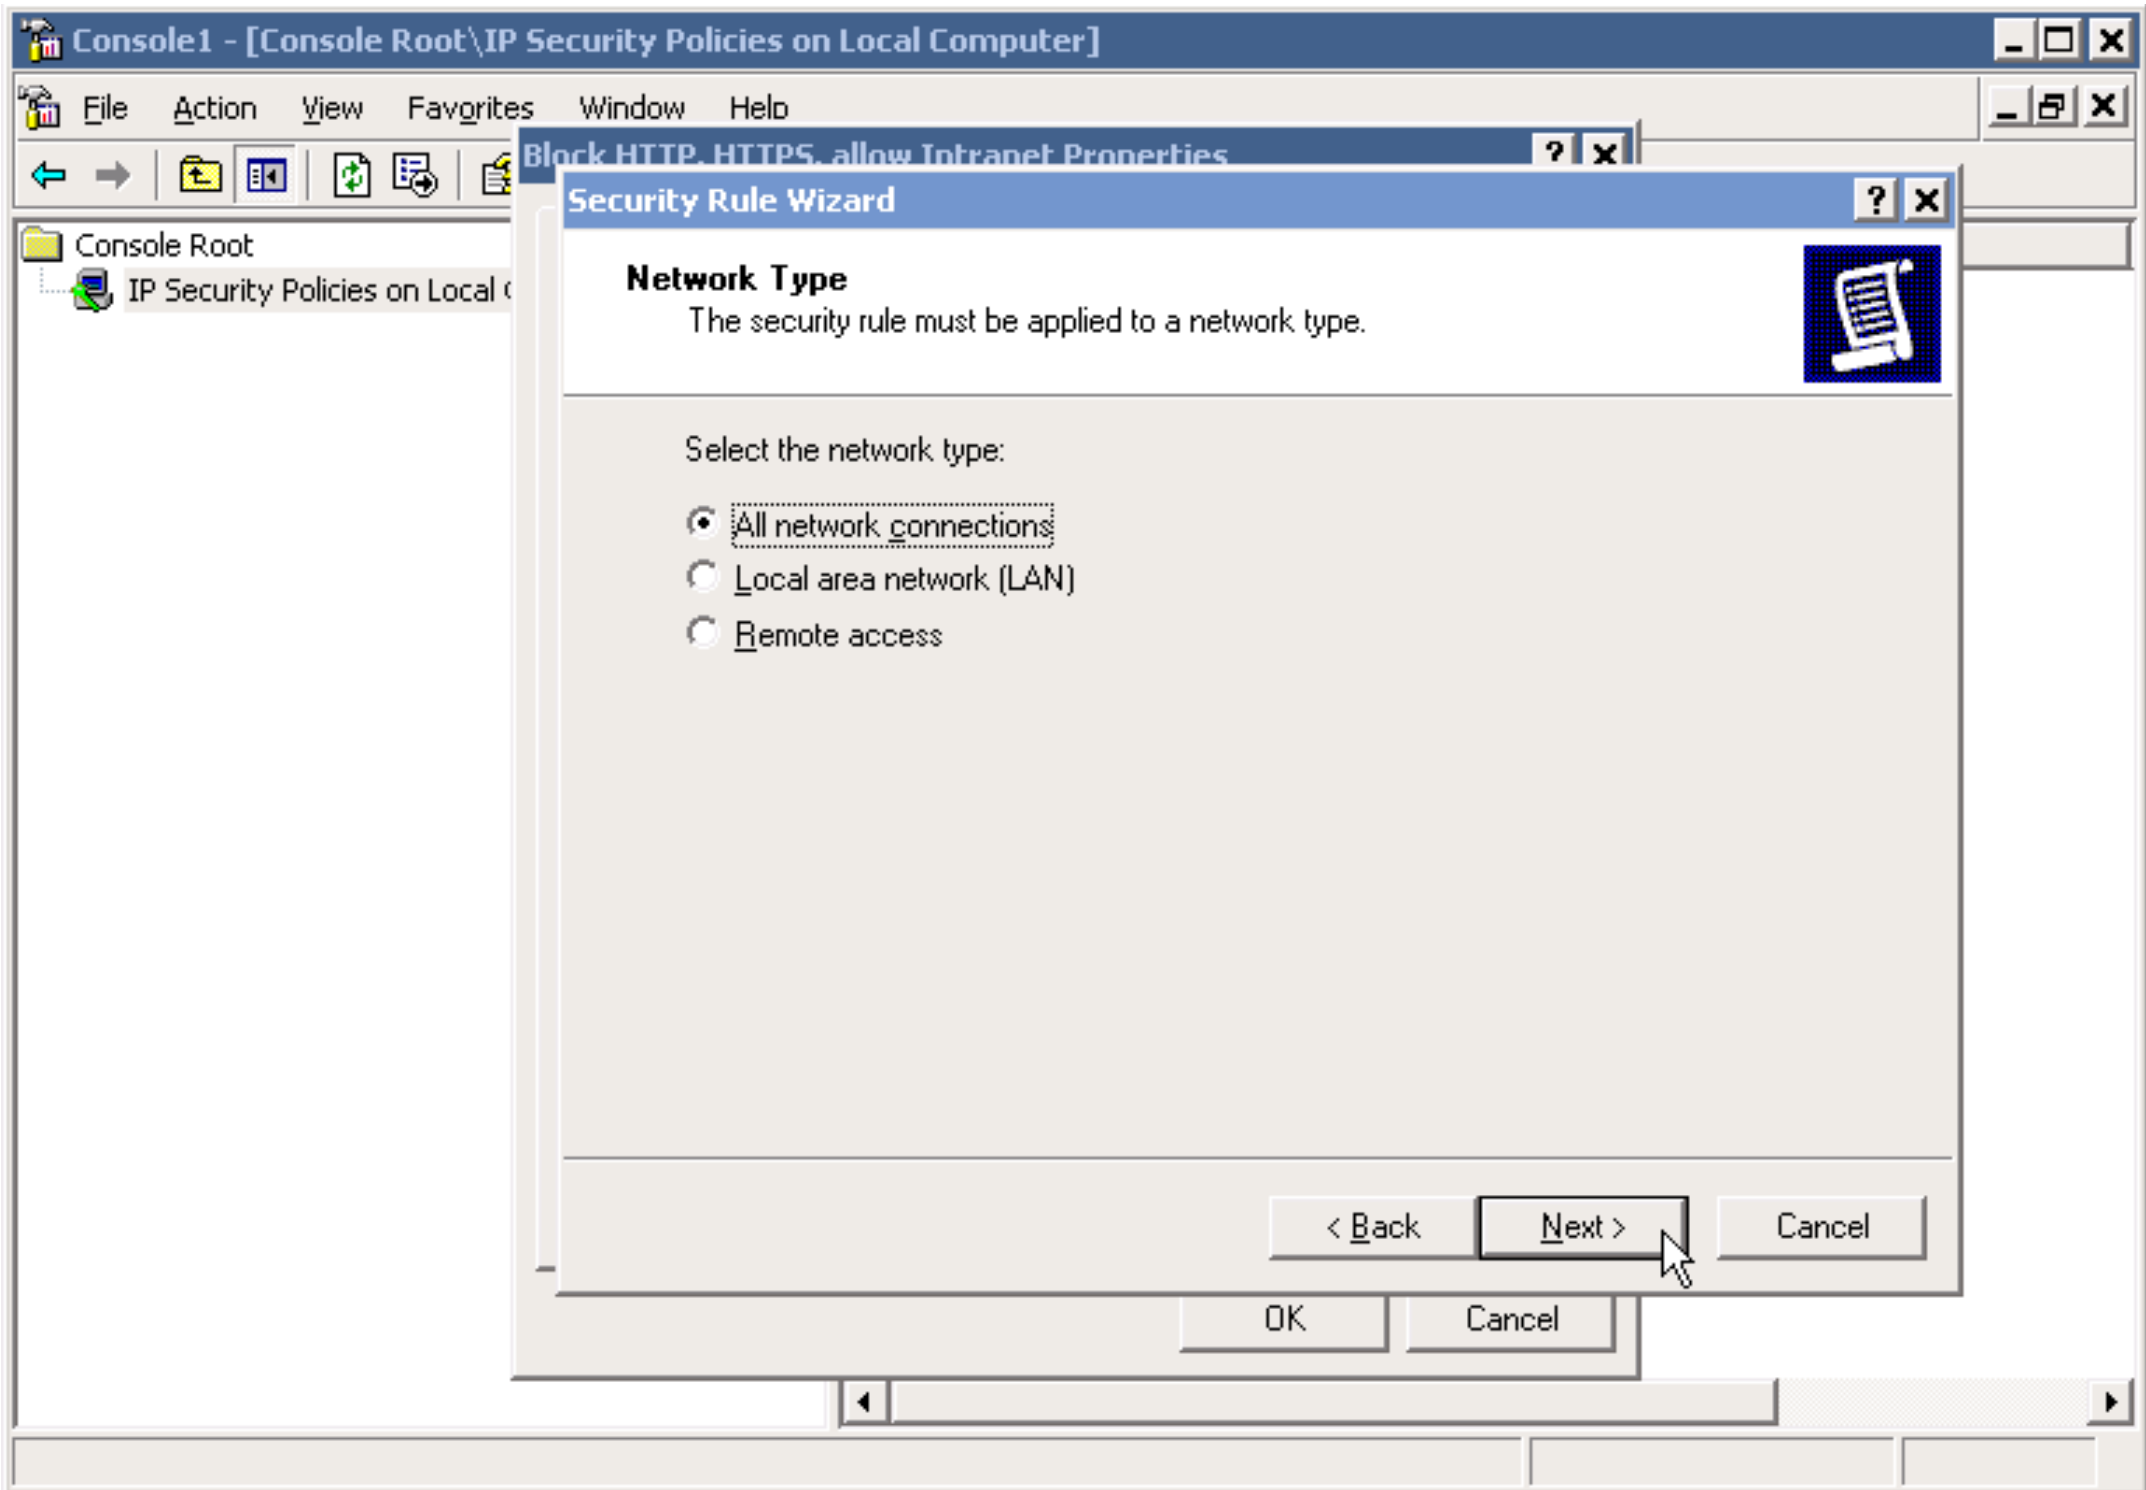 Console1 - [Console Root\IP Security Policies on Local Computer]
File Action View Favorites Window Help
Block HTTP, HTTPS, allow Intranet Properties
Security Rule Wizard
Console Root
IP Security Policies on Local
Network Type
The security rule must be applied to a network type.
Select the network type:
All network connections
Local area network (LAN)
Remote access
< Back Next > Cancel
OK Cancel